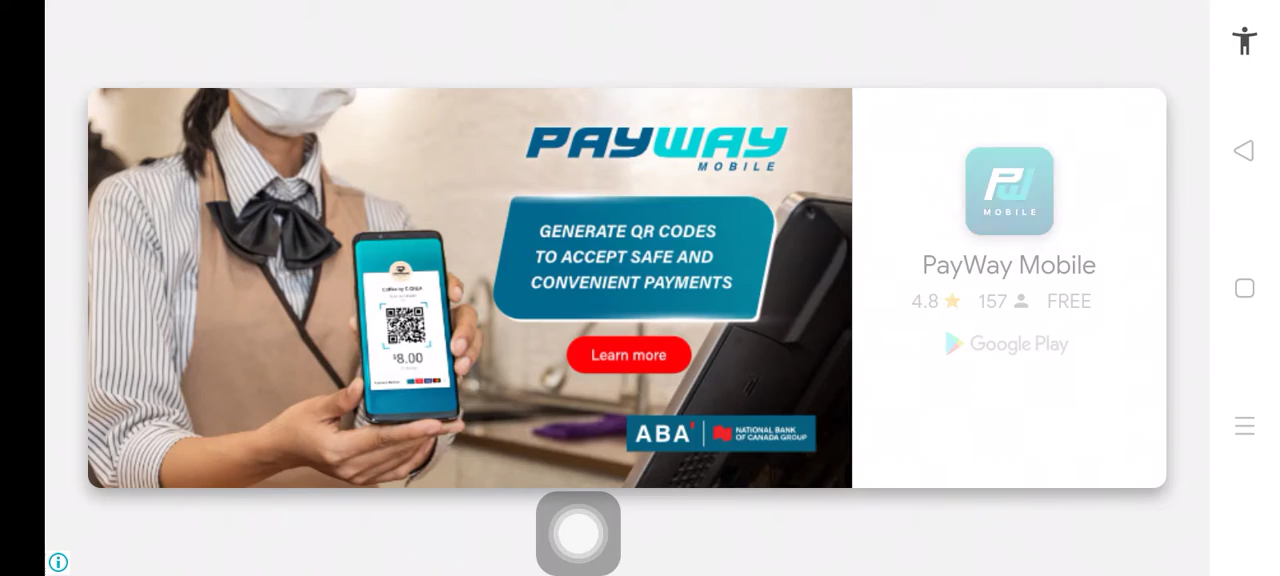 PAYWAY
MOBILE
GENERATE QR CODES
TO ACCEPT SAFE AND
CONVENIENT PAYMENTS
Learn more
ABA' | NATIONAL BANK
OF CANADA GROUP
$8.00
PW
MOBILE
PayWay Mobile
4.8 157 FREE
Google Play